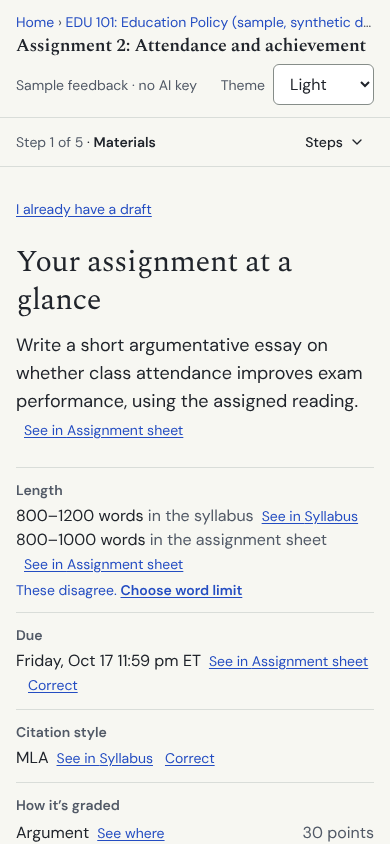 Home › EDU 101: Education Policy (sample, synthetic d…
Assignment 2: Attendance and achievement
Sample feedback · no AI key Theme Light
Step 1 of 5 · Materials Steps
I already have a draft
Your assignment at a
glance
Write a short argumentative essay on
whether class attendance improves exam
performance, using the assigned reading.
See in Assignment sheet
Length
800–1200 words in the syllabus See in Syllabus
800–1000 words in the assignment sheet
See in Assignment sheet
These disagree. Choose word limit
Due
Friday, Oct 17 11:59 pm ET See in Assignment sheet
Correct
Citation style
MLA See in Syllabus Correct
How it’s graded
Argument See where 30 points